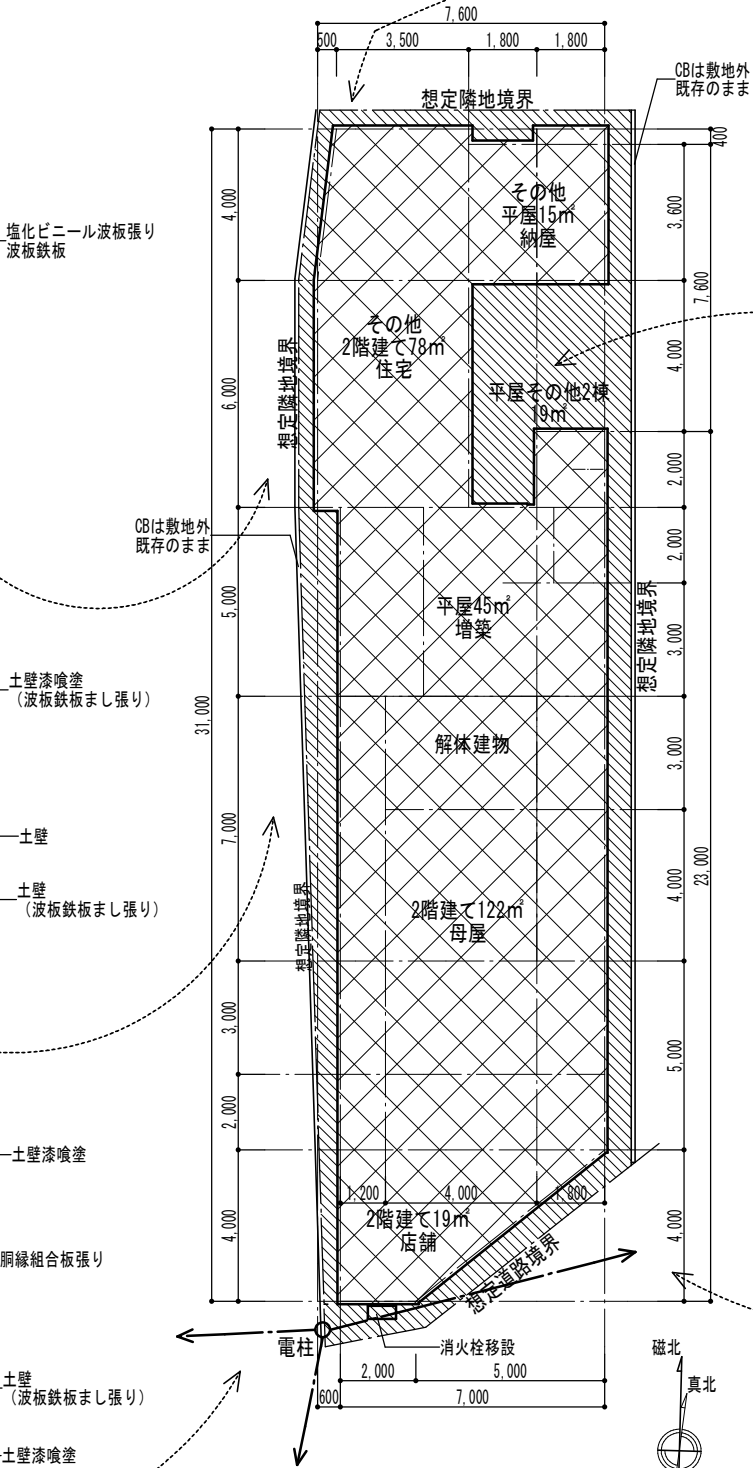 7,600
500
3,500
1,800
1,800
想定隣地境界
CBは敷地外
既存のまま
400
4,000
3,600
その他
平屋15㎡
納屋
塩化ビニール波板張り
波板鉄板
7,600
その他
2階建て78㎡
住宅
4,000
平屋その他2棟
19㎡
想定隣地境界
6,000
2,000
CBは敷地外
既存のまま
2,000
5,000
平屋45㎡
増築
3,000
想定隣地境界
土壁漆喰塗
(波板鉄板まし張り)
31,000
解体建物
3,000
7,000
土壁
土壁
(波板鉄板まし張り)
4,000
23,000
2階建て122㎡
母屋
想定隣地境界
3,000
5,000
2,000
土壁漆喰塗
1,200
4,000
1,800
2階建て19㎡
店舗
4,000
4,000
胴縁組合板張り
想定道路境界
電柱
消火栓移設
磁北
真北
土壁
(波板鉄板まし張り)
2,000
5,000
600
7,000
土壁漆喰塗